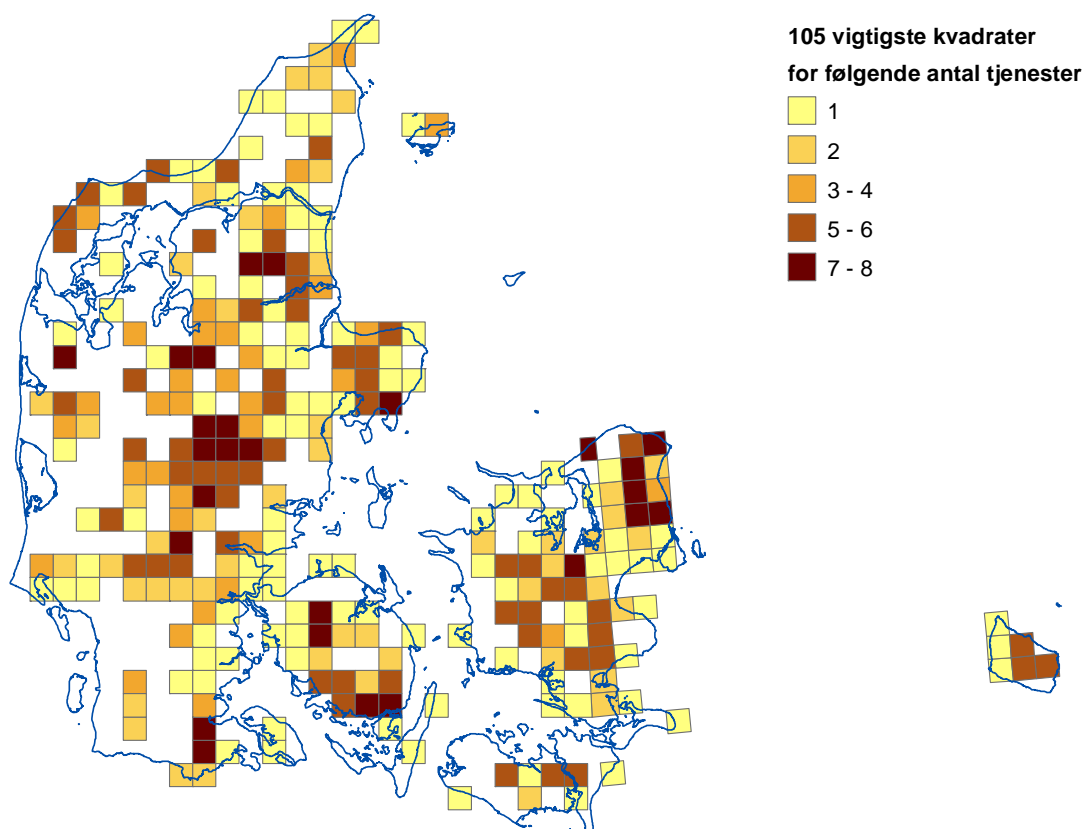 105 vigtigste kvadrater
for følgende antal tjenester
1
2
3 - 4
5 - 6
7 - 8